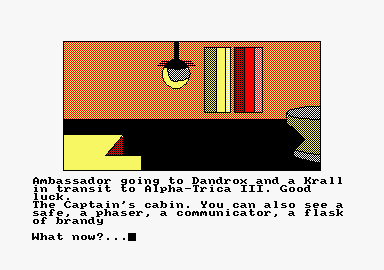 Ambassador going to Dandrox and a Krall
in transit to Alpha-Trica III. Good
luck.
The Captain's cabin. You can also see a
safe, a phaser, a communicator, a flask
of brandy
What now?...